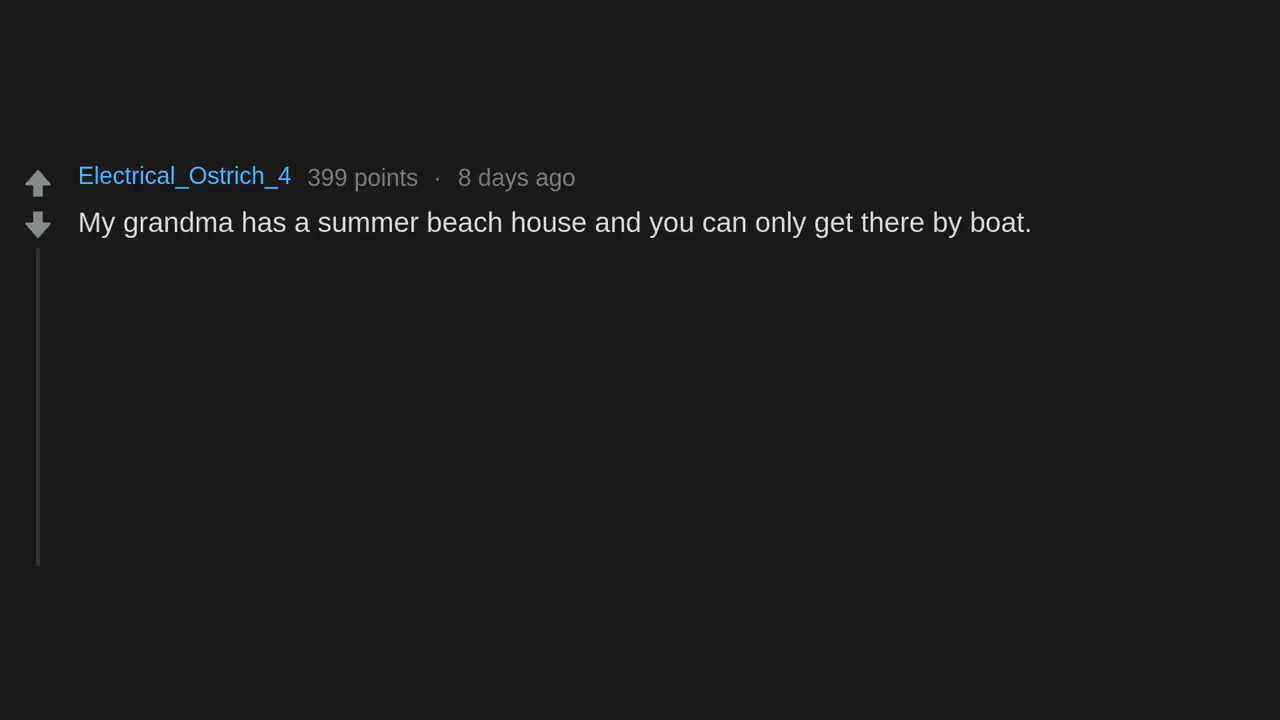 Electrical_Ostrich_4 399 points · 8 days ago
My grandma has a summer beach house and you can only get there by boat.